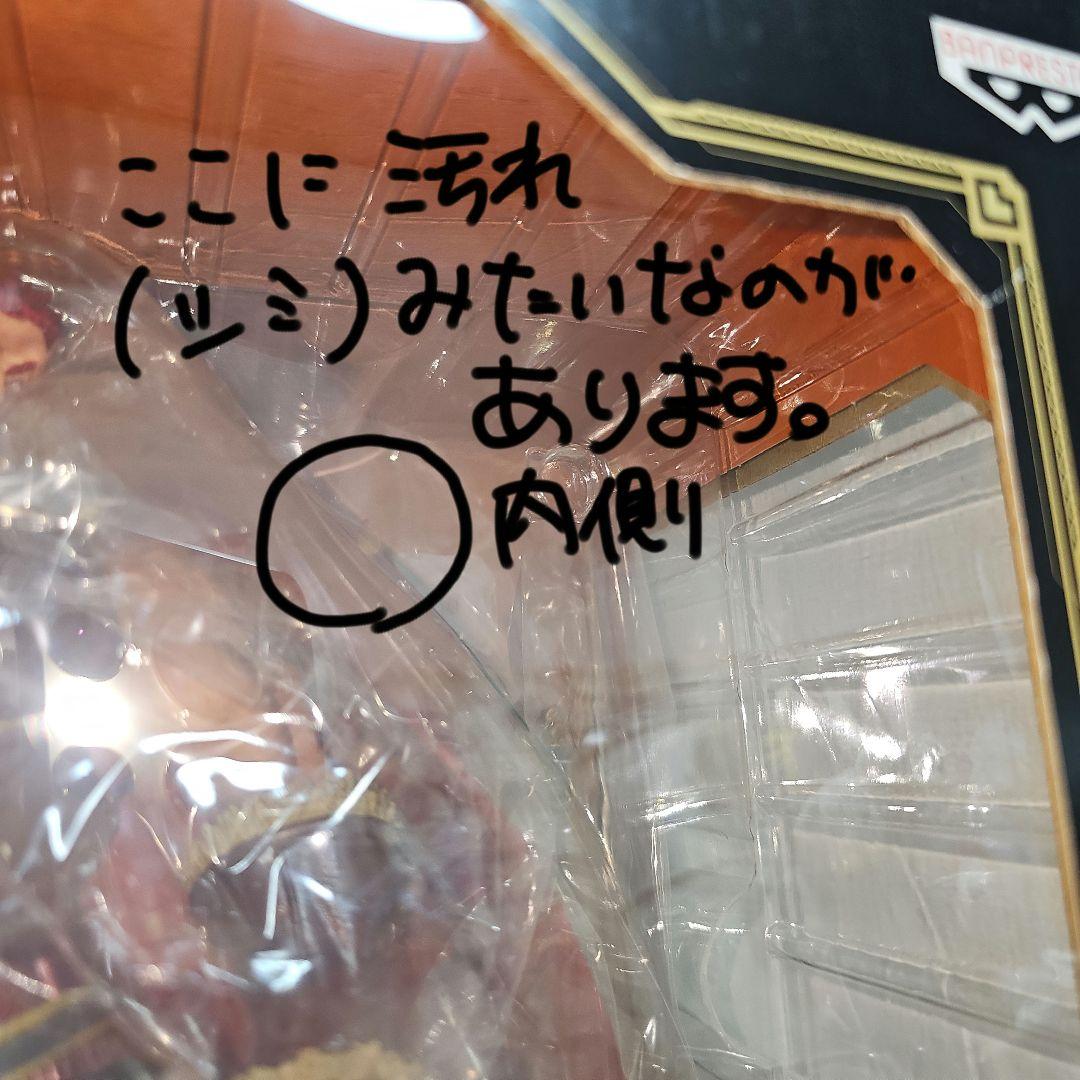 BANPREST
ここに 汚れ
(シミ)みたいなのが
あります。
内側